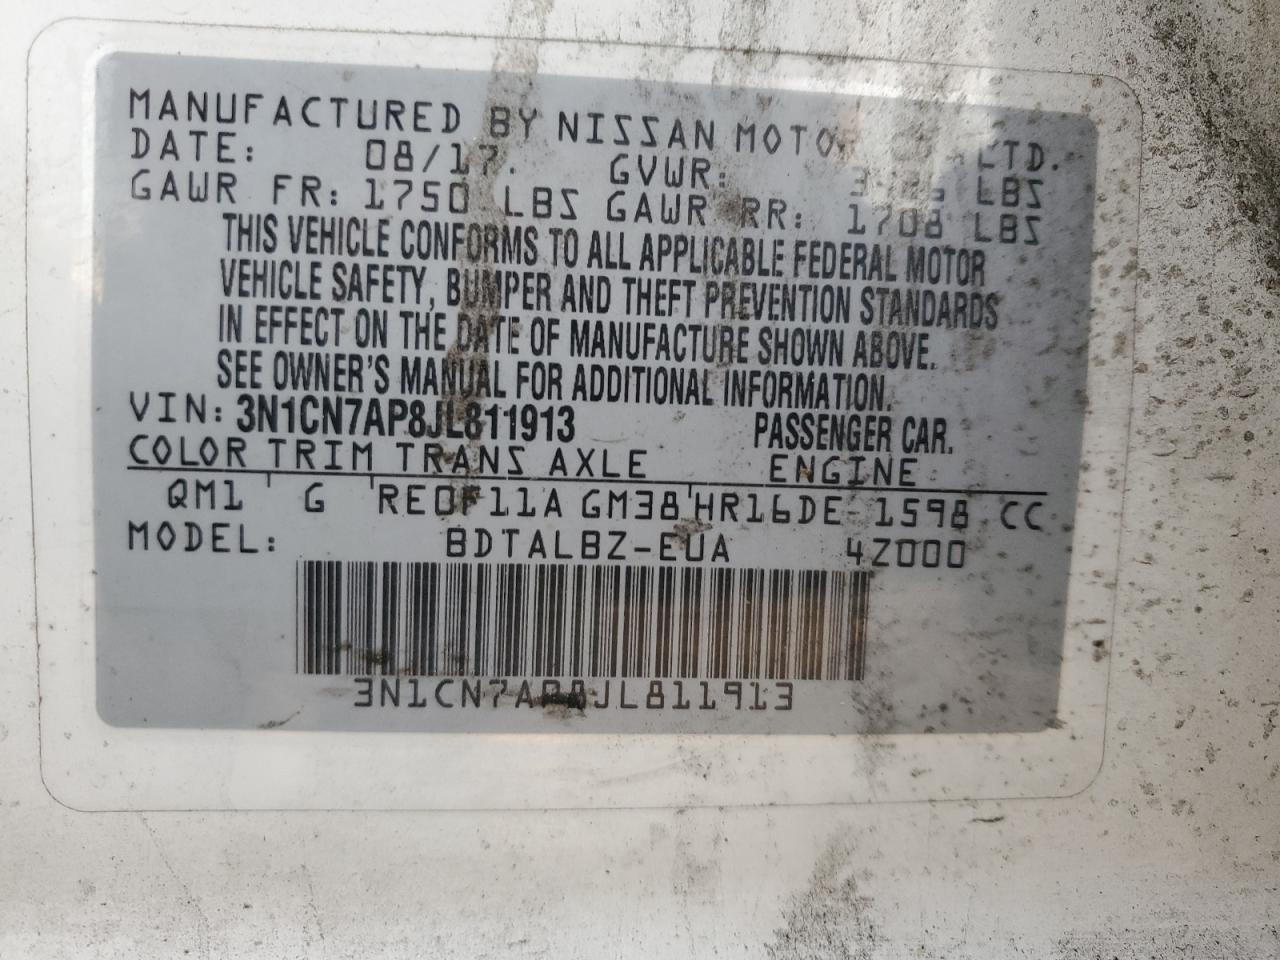 MANUFACTURED BY NISSAN MOTOR LTD.
DATE: 08/17. GVWR: LBS
GAWR FR: 1750 LBS GAWR RR: 1708 LBS
THIS VEHICLE CONFORMS TO ALL APPLICABLE FEDERAL MOTOR
VEHICLE SAFETY, BUMPER AND THEFT PREVENTION STANDARDS
IN EFFECT ON THE DATE OF MANUFACTURE SHOWN ABOVE.
SEE OWNER'S MANUAL FOR ADDITIONAL INFORMATION.
VIN: 3N1CN7AP8JL811913 PASSENGER CAR.
COLOR TRIM TRANS AXLE ENGINE
QM1 G RE0F11A GM38 HR16DE-1598 CC
MODEL: BDTALBZ-EUA 4Z000
3N1CN7AP8JL811913